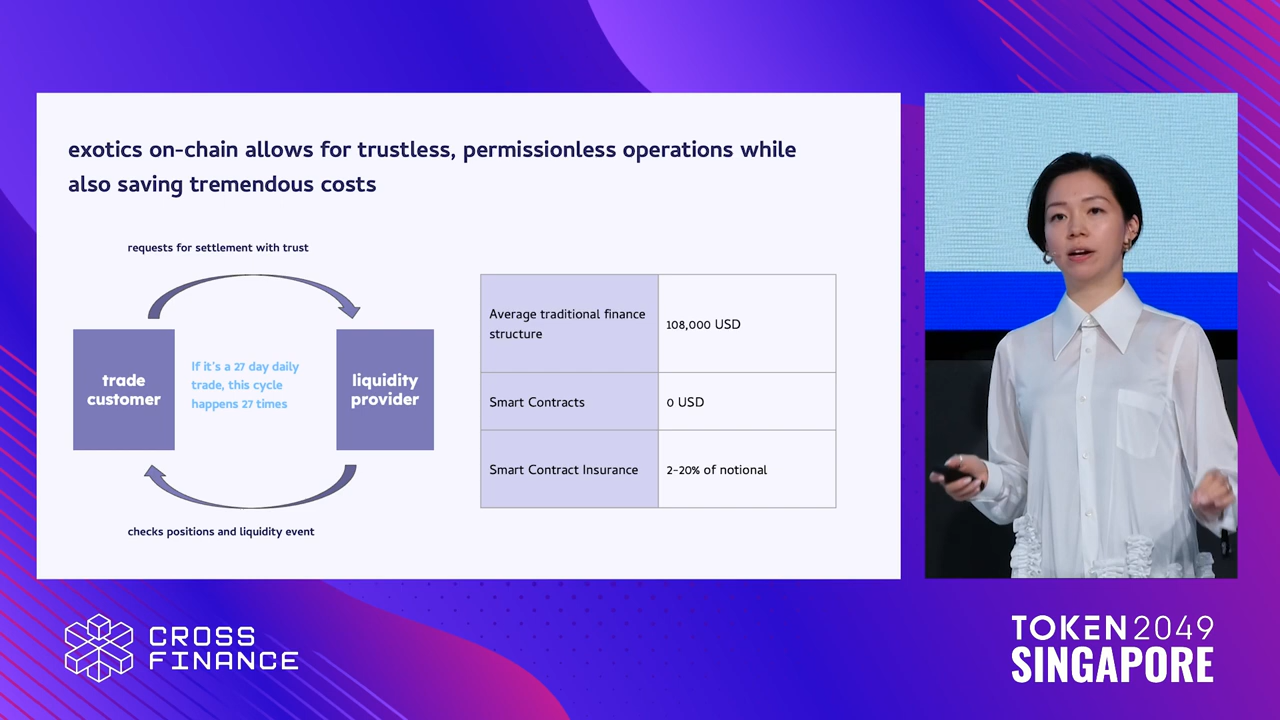 exotics on-chain allows for trustless, permissionless operations while
also saving tremendous costs
requests for settlement with trust
trade
customer
If it's a 27 day daily
trade, this cycle
happens 27 times
liquidity
provider
checks positions and liquidity event
Average traditional finance
structure
108,000 USD
Smart Contracts
0 USD
Smart Contract Insurance
2-20% of notional
CROSS
FINANCE
TOKEN2049
SINGAPORE